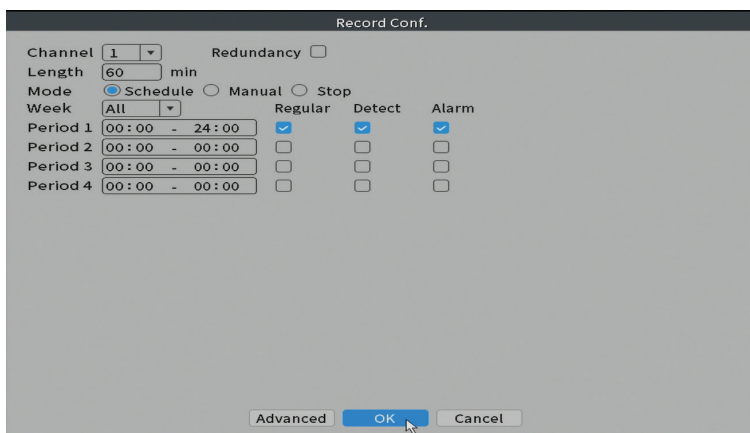 Record Conf.
Channel 1 Redundancy
Length 60 min
Mode Schedule Manual Stop
Week All Regular Detect Alarm
Period 1 00:00 - 24:00
Period 2 00:00 - 00:00
Period 3 00:00 - 00:00
Period 4 00:00 - 00:00
Advanced OK Cancel